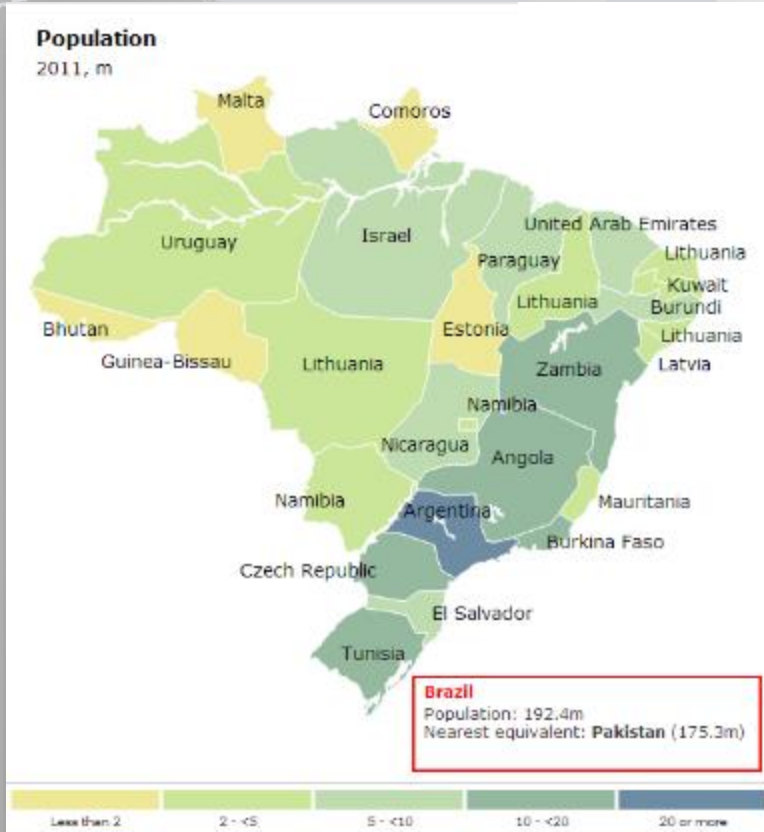 Population
2011, m
Malta
Comoros
United Arab Emirates
Uruguay
Israel
Paraguay
Lithuania
Kuwait
Lithuania
Burundi
Bhutan
Estonia
Lithuania
Guinea-Bissau
Lithuania
Zambia
Latvia
Namibia
Nicaragua
Angola
Namibia
Argentina
Mauritania
Burkina Faso
Czech Republic
El Salvador
Tunisia
Brazil
Population: 192.4m
Nearest equivalent: Pakistan (175.3m)
Less than 2
2 - <5
5 - <10
10 - <20
20 or more